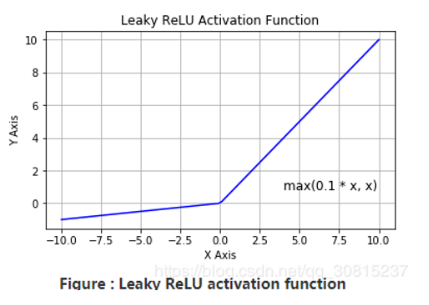 Leaky ReLU Activation Function
10
8
6
4
2
0
Y Axis
max(0.1 * x, x)
−10.0 −7.5 −5.0 −2.5 0.0 2.5 5.0 7.5 10.0
X Axis
https://blog.csdn.net/qq_30815237
Figure : Leaky ReLU activation function